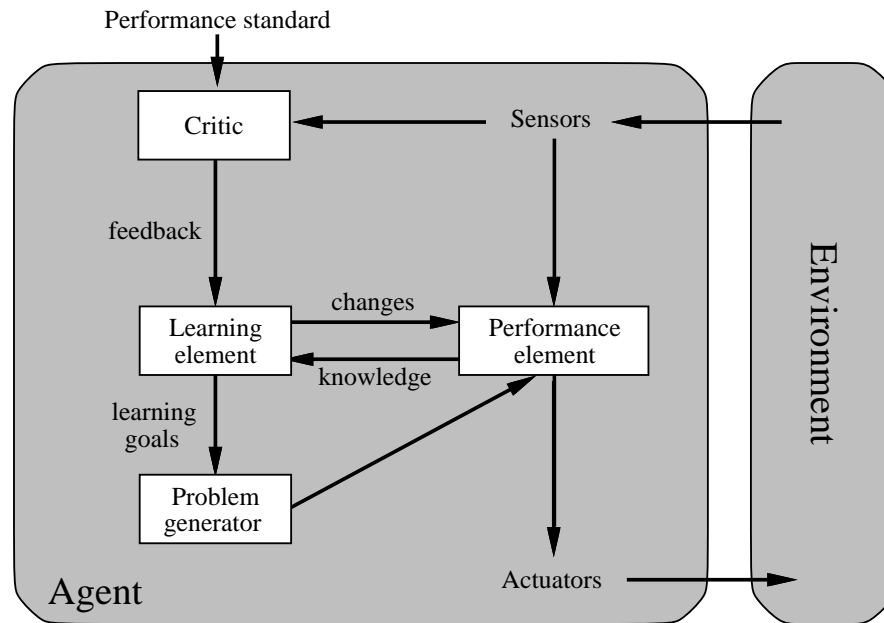 Performance standard
Critic
Sensors
feedback
changes
Learning
element
Performance
element
knowledge
learning
goals
Problem
generator
Actuators
Agent
Environment